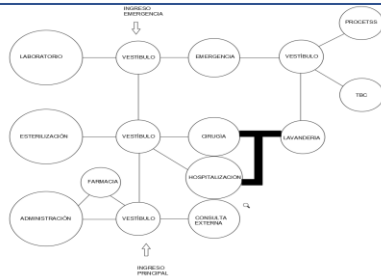 INGRESO
EMERGENCIA
PROCETSS
LABORATORIO
VESTÍBULO
EMERGENCIA
VESTÍBULO
TBC
ESTERILIZACIÓN
VESTÍBULO
CIRUGIA
LAVANDERIA
FARMACIA
HOSPITALIZACIÓN
ADMINISTRACIÓN
VESTÍBULO
CONSULTA
EXTERNA
INGRESO
PRINCIPAL